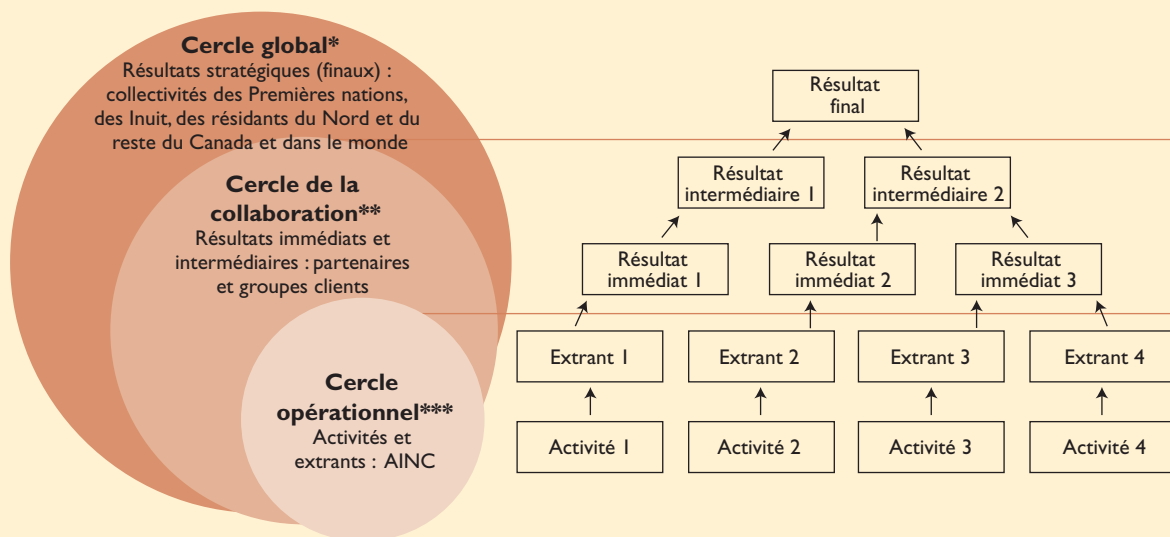 Cercle global*
Résultats stratégiques (finaux) :
collectivités des Premières nations,
des Inuit, des résidants du Nord et du
reste du Canada et dans le monde
Cercle de la
collaboration**
Résultats immédiats et
intermédiaires : partenaires
et groupes clients
Cercle
opérationnel***
Activités et
extrants : AINC
Résultat
final
Résultat
intermédiaire 1
Résultat
intermédiaire 2
Résultat
immédiat 1
Résultat
immédiat 2
Résultat
immédiat 3
Extrant 1
Extrant 2
Extrant 3
Extrant 4
Activité 1
Activité 2
Activité 3
Activité 4